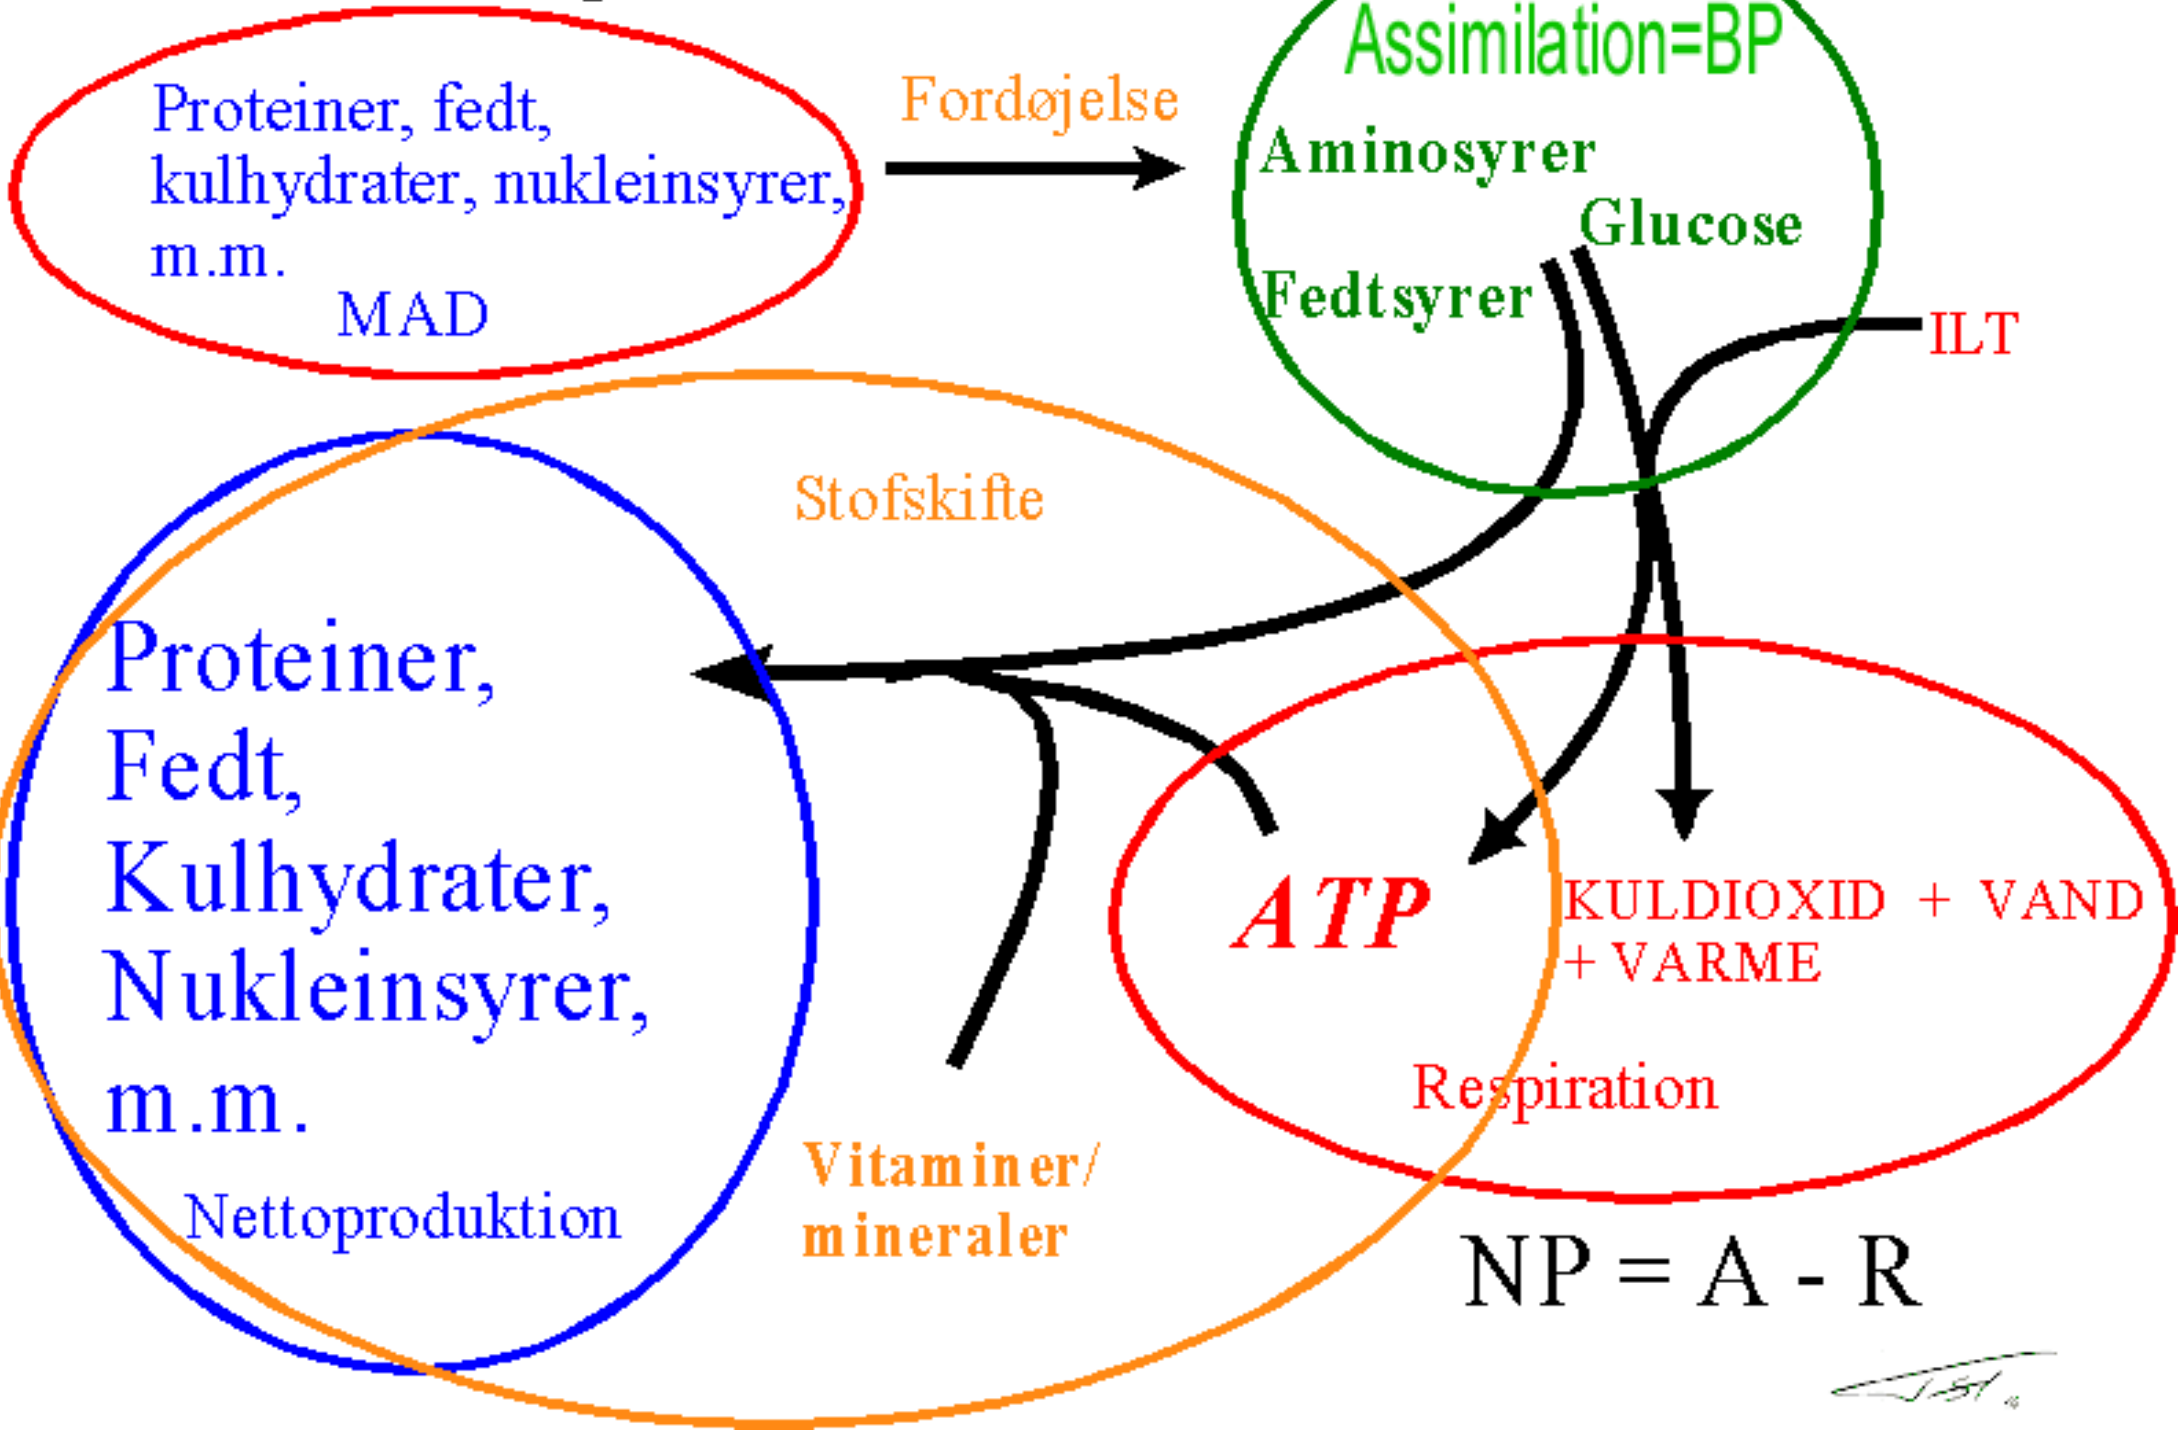 Proteiner, fedt,
kulhydrater, nukleinsyrer,
m.m.
MAD
Fordøjelse
Assimilation=BP
Aminosyrer
Glucose
Fedtsyrer
ILT
Stofskifte
Proteiner,
Fedt,
Kulhydrater,
Nukleinsyrer,
m.m.
Nettoproduktion
Vitaminer/
mineraler
ATP
KULDIOXID + VAND
+ VARME
Respiration
NP = A - R